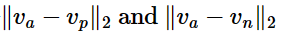 ‖v_a − v_p‖_2 and ‖v_a − v_n‖_2